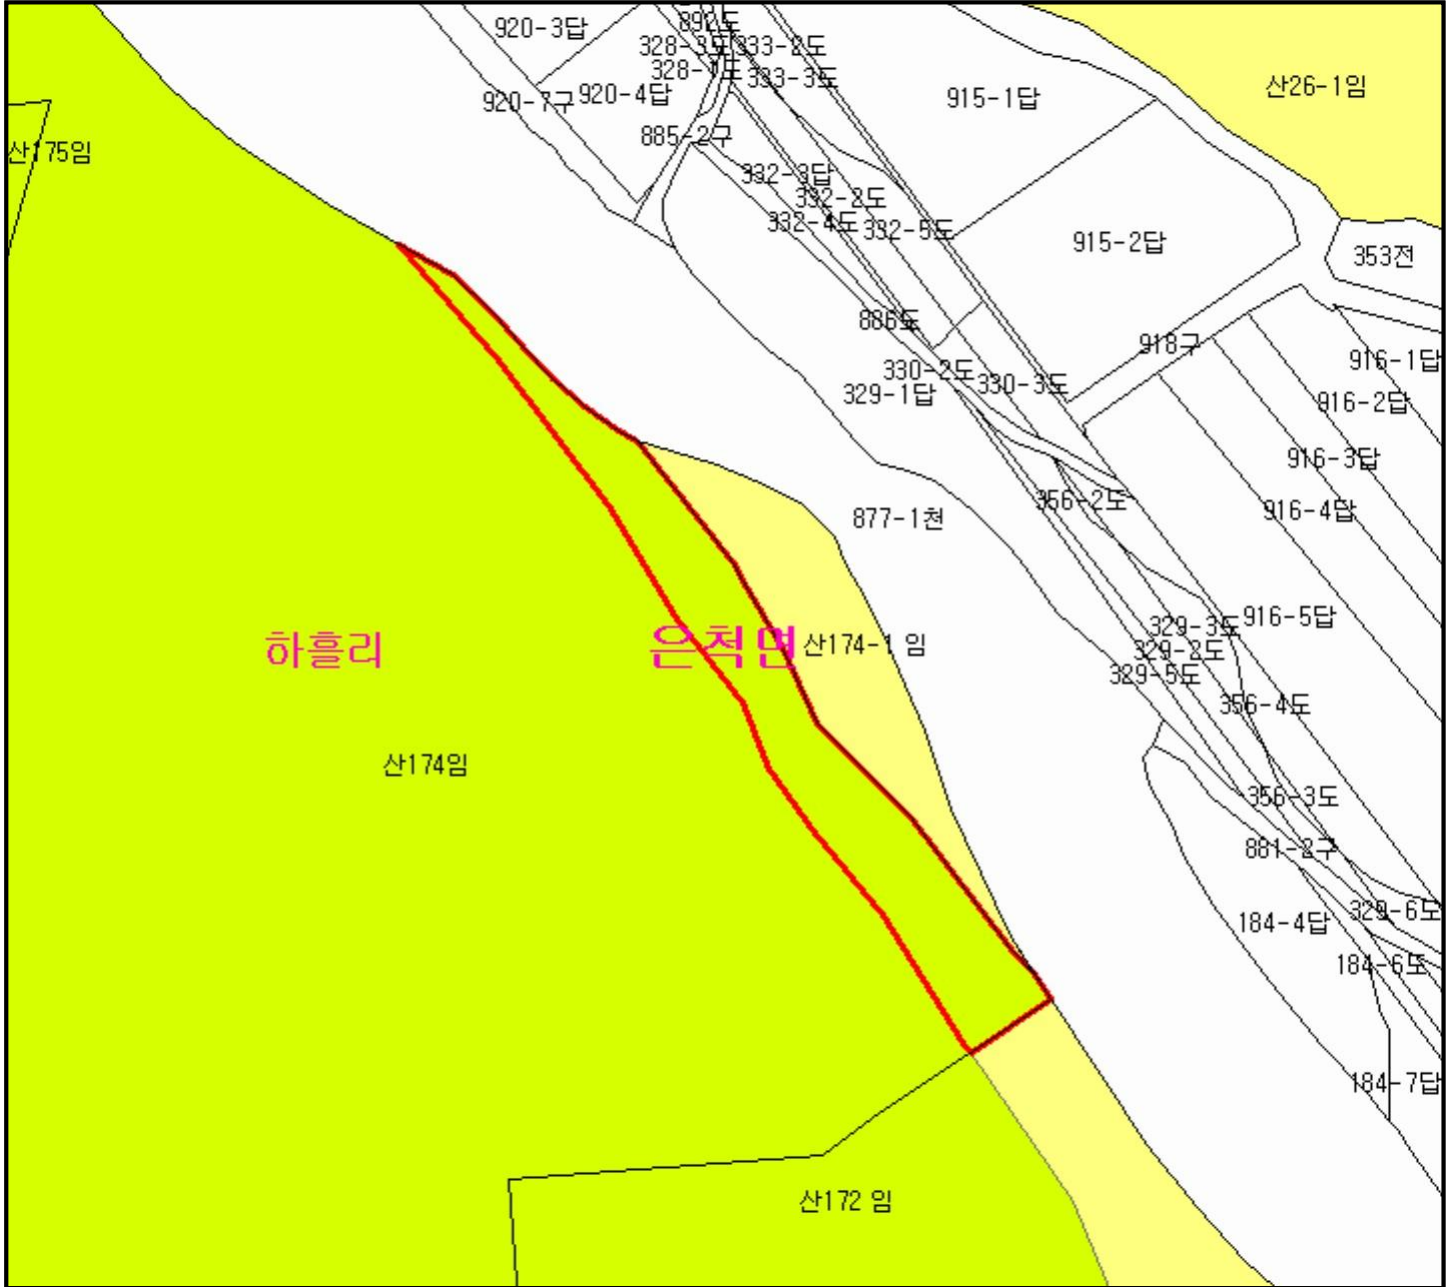 892도
920-3답
328-3도
333-2도
328-1도
333-3도
산26-1임
920-7구
920-4답
915-1답
885-2구
산175임
332-3답
332-2도
332-4도
332-5도
915-2답
353전
886도
918구
916-1답
330-2도
330-3도
329-1답
916-2답
916-3답
356-2도
916-4답
877-1천
916-5답
329-3도
하흘리
은척면
산174-1 임
329-2도
329-5도
356-4도
산174임
356-3도
881-2구
329-6도
184-4답
184-6도
184-7답
산172 임